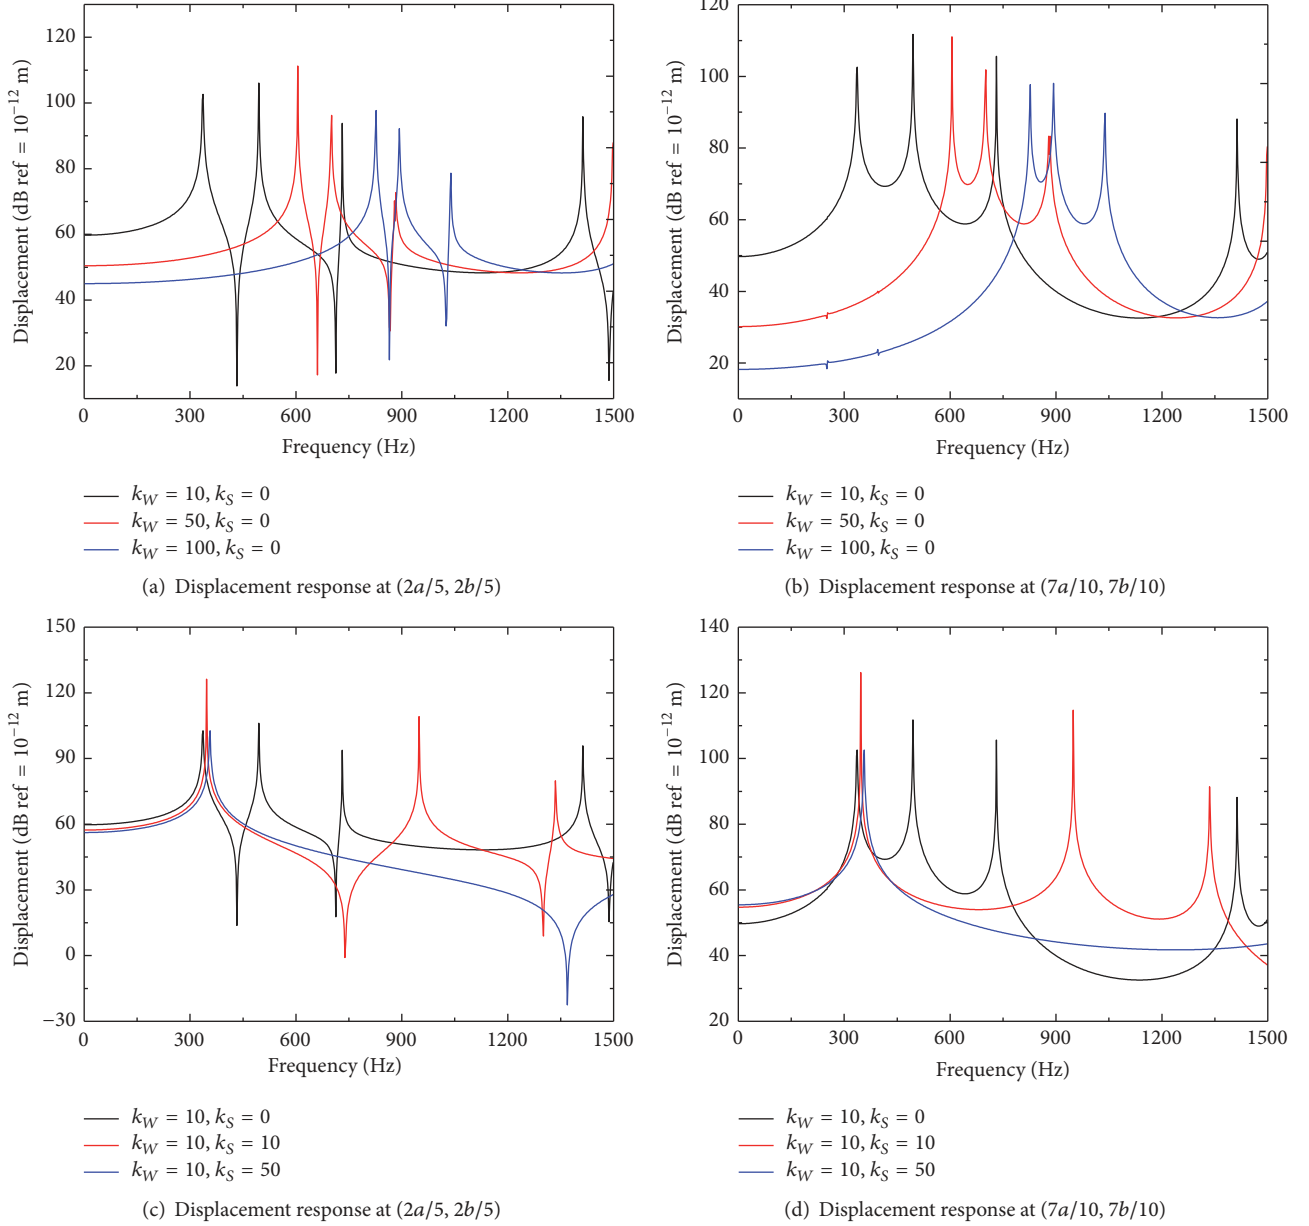 Displacement (dB ref = 10⁻¹² m)
120
100
80
60
40
20
0 300 600 900 1200 1500
Frequency (Hz)
k_W = 10, k_S = 0
k_W = 50, k_S = 0
k_W = 100, k_S = 0
(a) Displacement response at (2a/5, 2b/5)
Displacement (dB ref = 10⁻¹² m)
120
100
80
60
40
20
0 300 600 900 1200 1500
Frequency (Hz)
k_W = 10, k_S = 0
k_W = 50, k_S = 0
k_W = 100, k_S = 0
(b) Displacement response at (7a/10, 7b/10)
Displacement (dB ref = 10⁻¹² m)
150
120
90
60
30
0
−30
0 300 600 900 1200 1500
Frequency (Hz)
k_W = 10, k_S = 0
k_W = 10, k_S = 10
k_W = 10, k_S = 50
(c) Displacement response at (2a/5, 2b/5)
Displacement (dB ref = 10⁻¹² m)
140
120
100
80
60
40
20
0 300 600 900 1200 1500
Frequency (Hz)
k_W = 10, k_S = 0
k_W = 10, k_S = 10
k_W = 10, k_S = 50
(d) Displacement response at (7a/10, 7b/10)